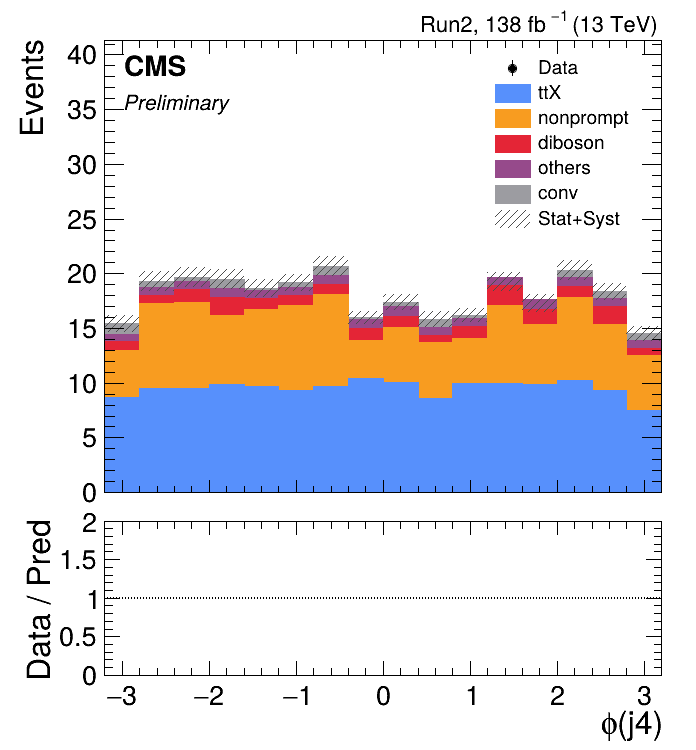 Run2, 138 fb⁻¹ (13 TeV)
CMS
Preliminary
Events
40
35
30
25
20
15
10
5
0
Data
ttX
nonprompt
diboson
others
conv
Stat+Syst
Data / Pred
2
1.5
1
0.5
0
−3 −2 −1 0 1 2 3
ϕ(j4)